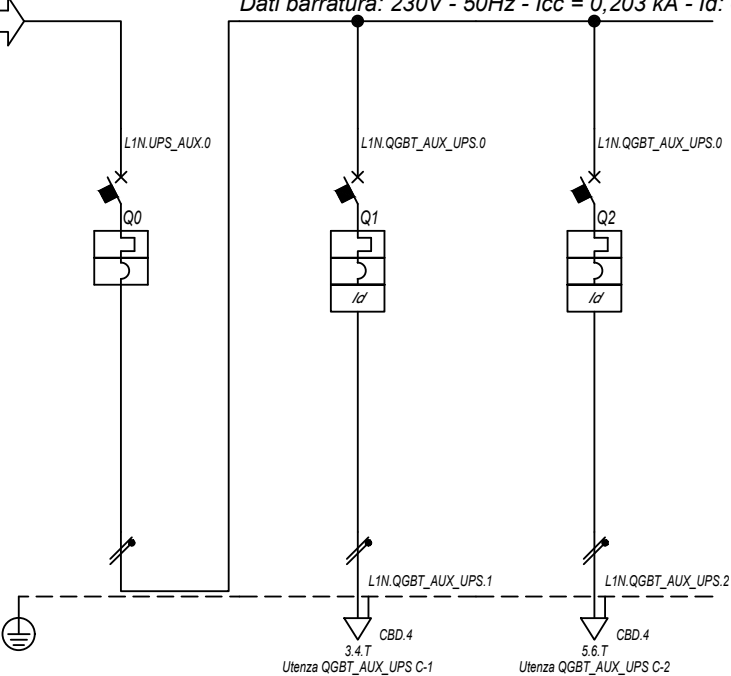 Dati barratura: 230V - 50Hz - Icc = 0,203 kA - Id:
L1N.UPS_AUX.0
L1N.QGBT_AUX_UPS.0
L1N.QGBT_AUX_UPS.0
Q0
Q1
Q2
Id
Id
L1N.QGBT_AUX_UPS.1
L1N.QGBT_AUX_UPS.2
CBD.4
CBD.4
3.4.T
5.6.T
Utenza QGBT_AUX_UPS C-1
Utenza QGBT_AUX_UPS C-2